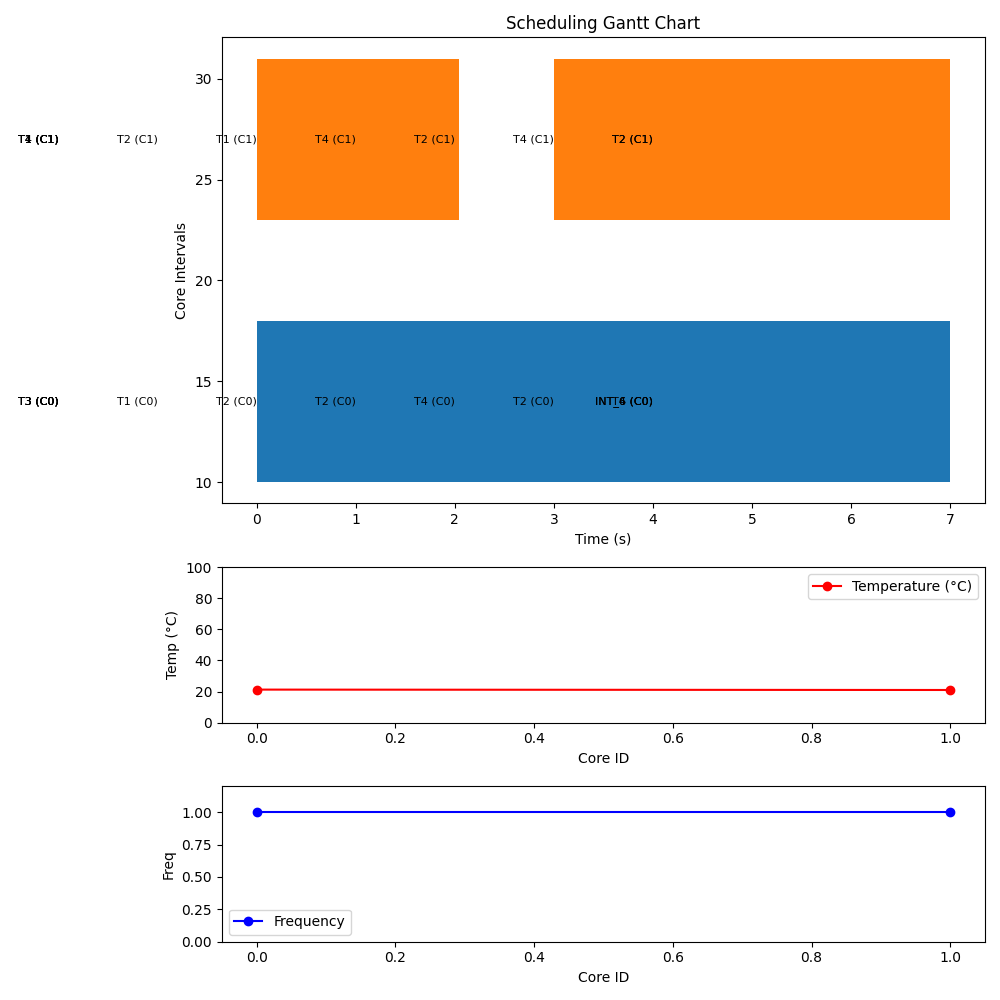 Scheduling Gantt Chart
30
T2 (C1)
T1 (C1)
T4 (C1)
T2 (C1)
T4 (C1)
T2 (C1)
25
Core Intervals
20
15
T3 (C0)
T1 (C0)
T2 (C0)
T2 (C0)
T4 (C0)
T2 (C0)
10
0 1 2 3 4 5 6 7
Time (s)
100
80
60
40
20
0
Temp (°C)
Temperature (°C)
0.0 0.2 0.4 0.6 0.8 1.0
Core ID
1.00
0.75
0.50
0.25
0.00
Freq
Frequency
0.0 0.2 0.4 0.6 0.8 1.0
Core ID